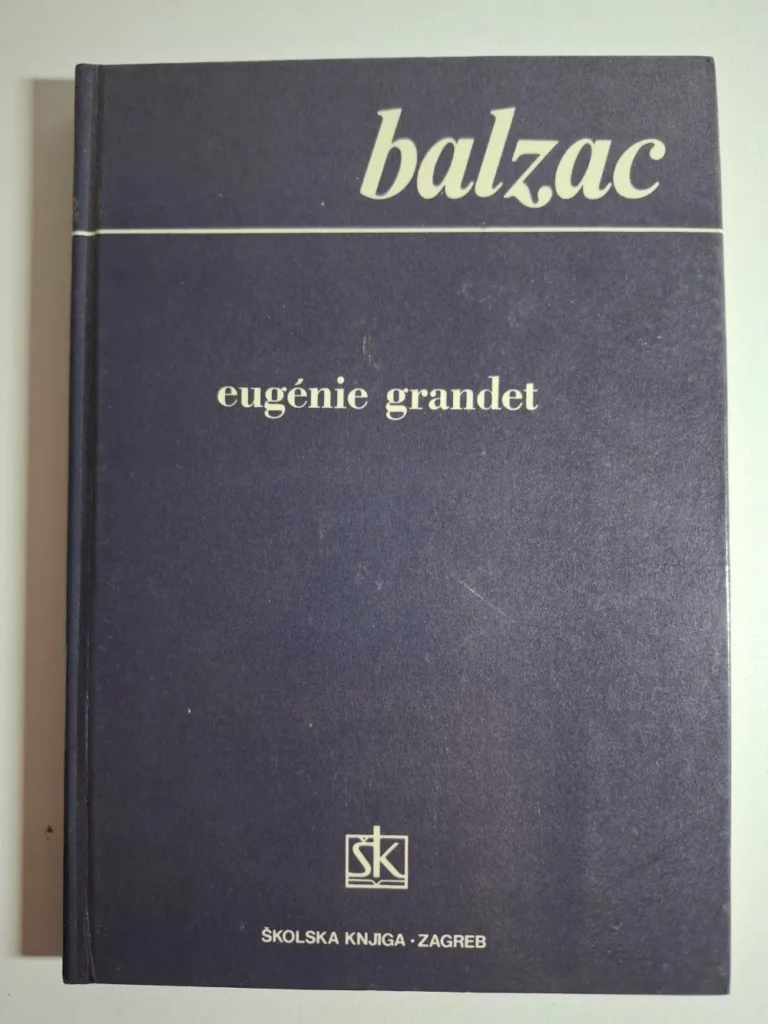 balzac
eugénie grandet
ŠK
ŠKOLSKA KNJIGA · ZAGREB